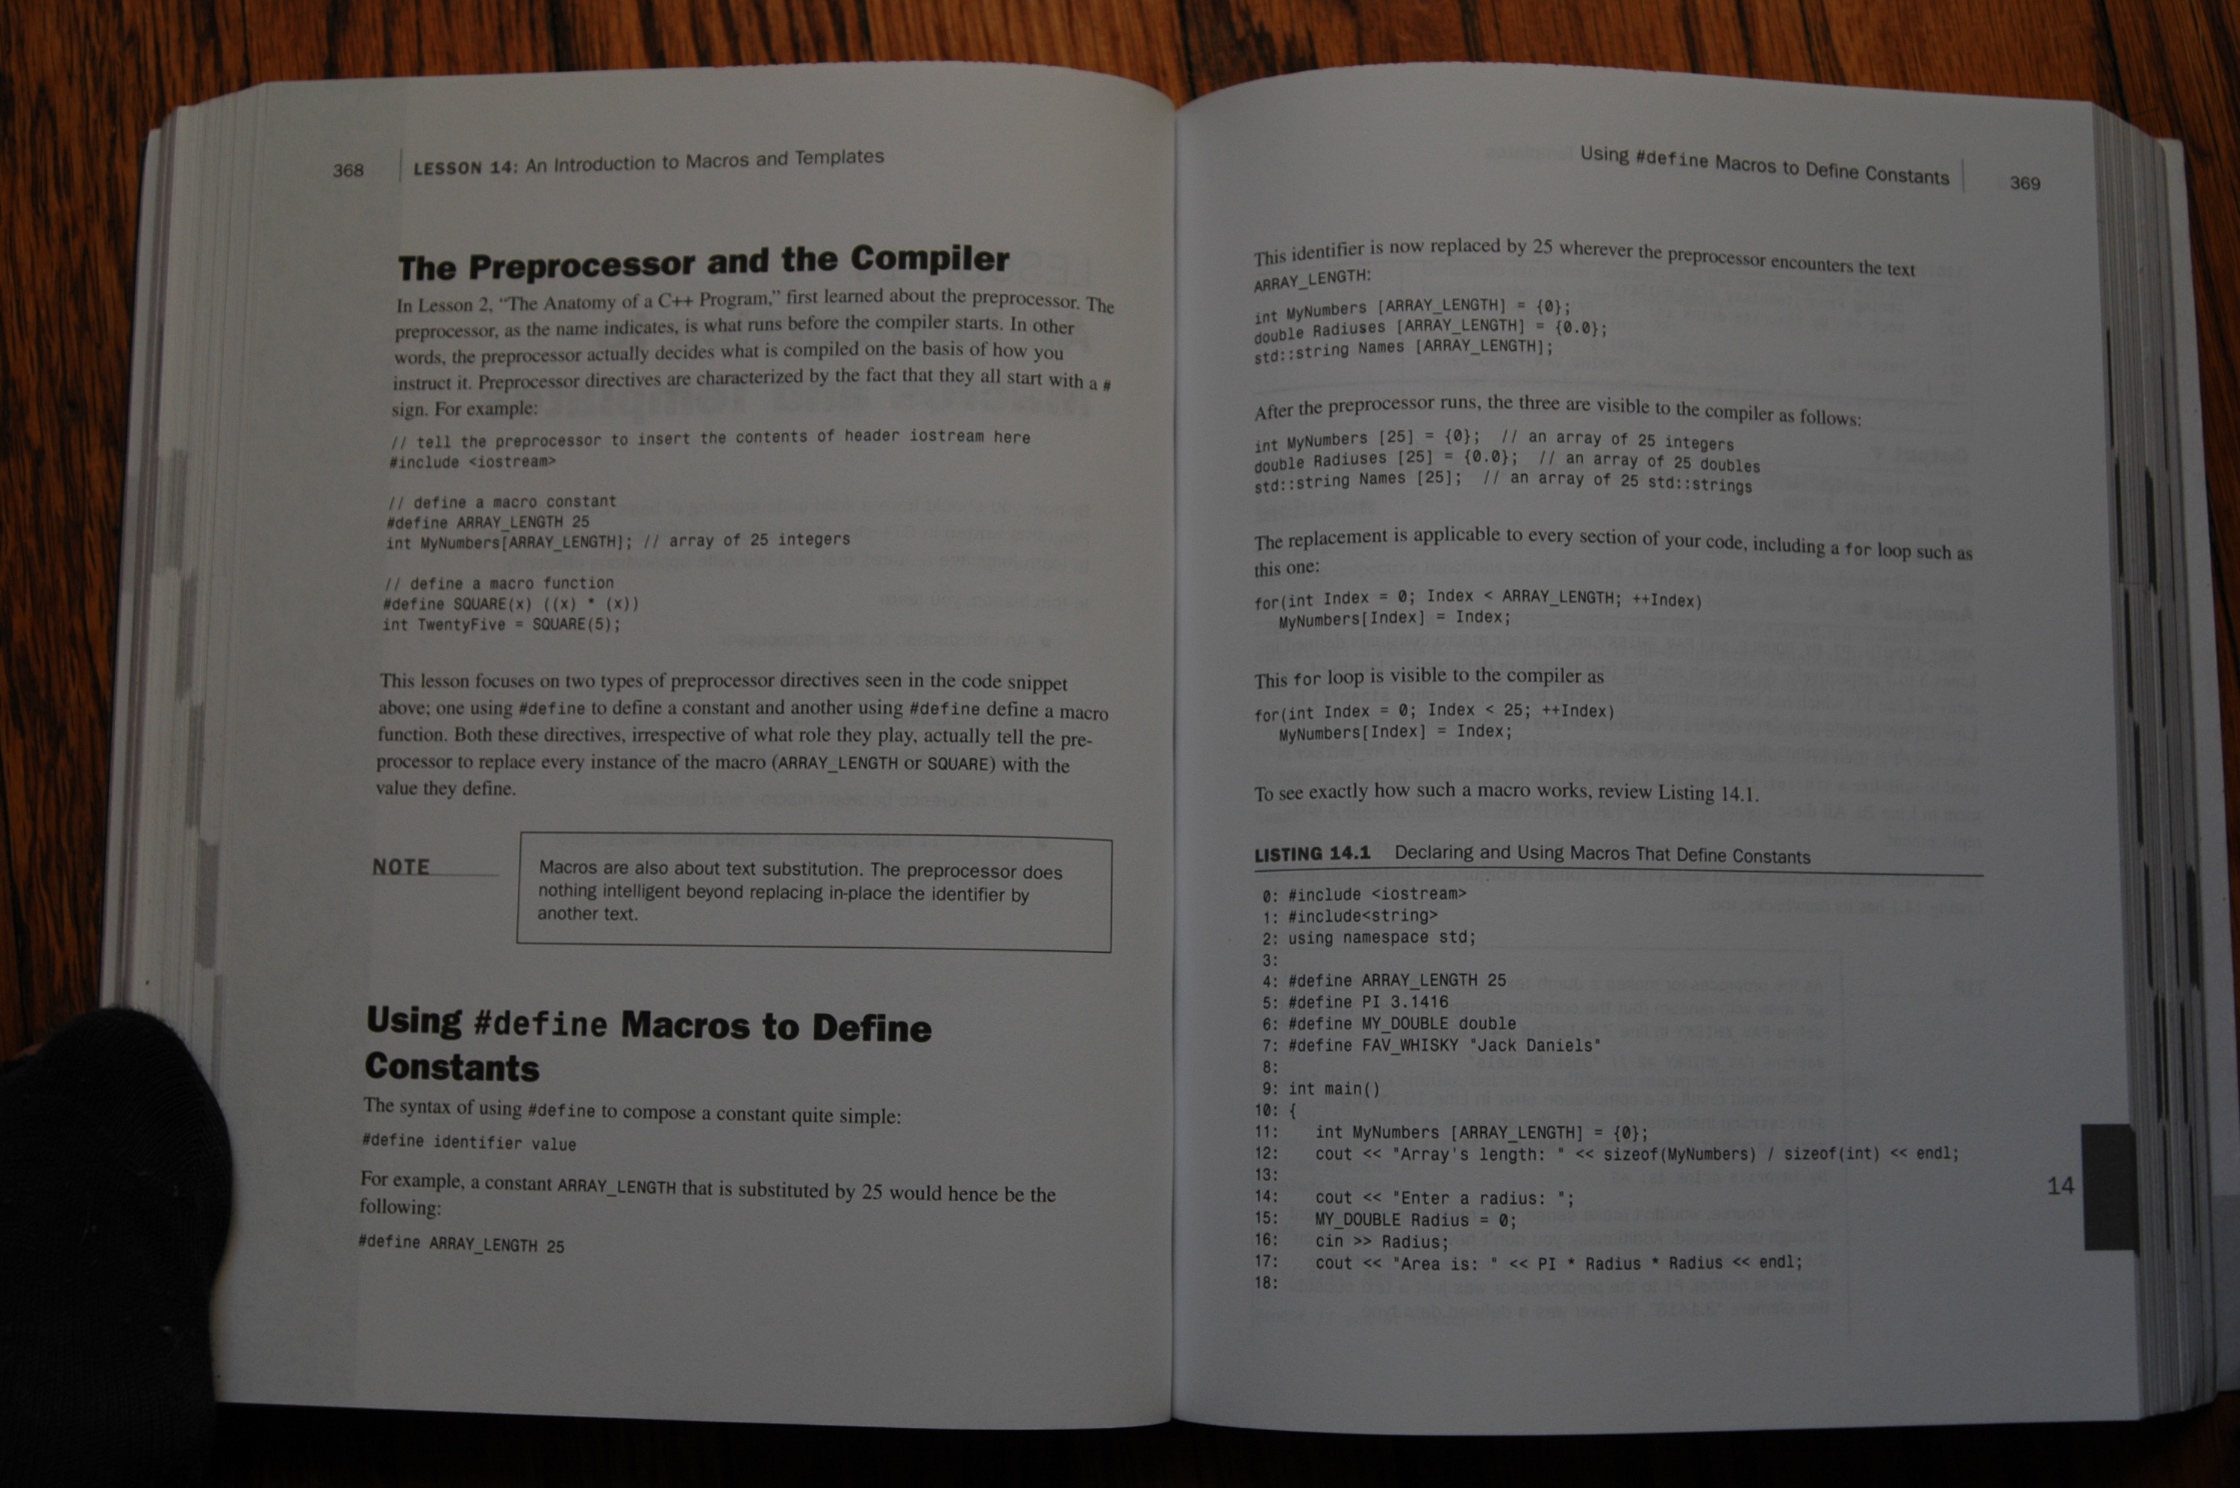 368 | LESSON 14: An Introduction to Macros and Templates
The Preprocessor and the Compiler
In Lesson 2, “The Anatomy of a C++ Program,” first learned about the preprocessor. The
preprocessor, as the name indicates, is what runs before the compiler starts. In other
words, the preprocessor actually decides what is compiled on the basis of how you
instruct it. Preprocessor directives are characterized by the fact that they all start with a #
sign. For example:
// tell the preprocessor to insert the contents of header iostream here
#include <iostream>
// define a macro constant
#define ARRAY_LENGTH 25
int MyNumbers[ARRAY_LENGTH]; // array of 25 integers
// define a macro function
#define SQUARE(x) ((x) * (x))
int TwentyFive = SQUARE(5);
This lesson focuses on two types of preprocessor directives seen in the code snippet
above; one using #define to define a constant and another using #define define a macro
function. Both these directives, irrespective of what role they play, actually tell the pre-
processor to replace every instance of the macro (ARRAY_LENGTH or SQUARE) with the
value they define.
NOTE
Macros are also about text substitution. The preprocessor does
nothing intelligent beyond replacing in-place the identifier by
another text.
Using #define Macros to Define
Constants
The syntax of using #define to compose a constant quite simple:
#define identifier value
For example, a constant ARRAY_LENGTH that is substituted by 25 would hence be the
following:
#define ARRAY_LENGTH 25
Using #define Macros to Define Constants | 369
This identifier is now replaced by 25 wherever the preprocessor encounters the text
ARRAY_LENGTH:
int MyNumbers [ARRAY_LENGTH] = {0};
double Radiuses [ARRAY_LENGTH] = {0.0};
std::string Names [ARRAY_LENGTH];
After the preprocessor runs, the three are visible to the compiler as follows:
int MyNumbers [25] = {0};  // an array of 25 integers
double Radiuses [25] = {0.0};  // an array of 25 doubles
std::string Names [25];  // an array of 25 std::strings
The replacement is applicable to every section of your code, including a for loop such as
this one:
for(int Index = 0; Index < ARRAY_LENGTH; ++Index)
MyNumbers[Index] = Index;
This for loop is visible to the compiler as
for(int Index = 0; Index < 25; ++Index)
MyNumbers[Index] = Index;
To see exactly how such a macro works, review Listing 14.1.
LISTING 14.1 Declaring and Using Macros That Define Constants
0: #include <iostream>
1: #include<string>
2: using namespace std;
3:
4: #define ARRAY_LENGTH 25
5: #define PI 3.1416
6: #define MY_DOUBLE double
7: #define FAV_WHISKY "Jack Daniels"
8:
9: int main()
10: {
11:    int MyNumbers [ARRAY_LENGTH] = {0};
12:    cout << "Array's length: " << sizeof(MyNumbers) / sizeof(int) << endl;
13:
14:    cout << "Enter a radius: ";
15:    MY_DOUBLE Radius = 0;
16:    cin >> Radius;
17:    cout << "Area is: " << PI * Radius * Radius << endl;
18:
14